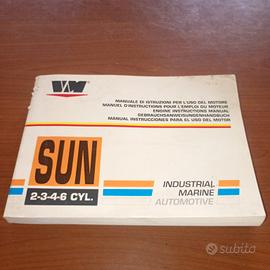 VM
MANUALE DI ISTRUZIONI PER L'USO DEL MOTORE
MANUEL D'INSTRUCTIONS POUR L'EMPLOI DU MOTEUR
ENGINE INSTRUCTIONS MANUAL
GEBRAUCHSANWEISUNGENHANDBUCH
MANUAL INSTRUCCIONES PARA EL USO DEL MOTOR
SUN
2-3-4-6 CYL.
INDUSTRIAL
MARINE
AUTOMOTIVE
subito